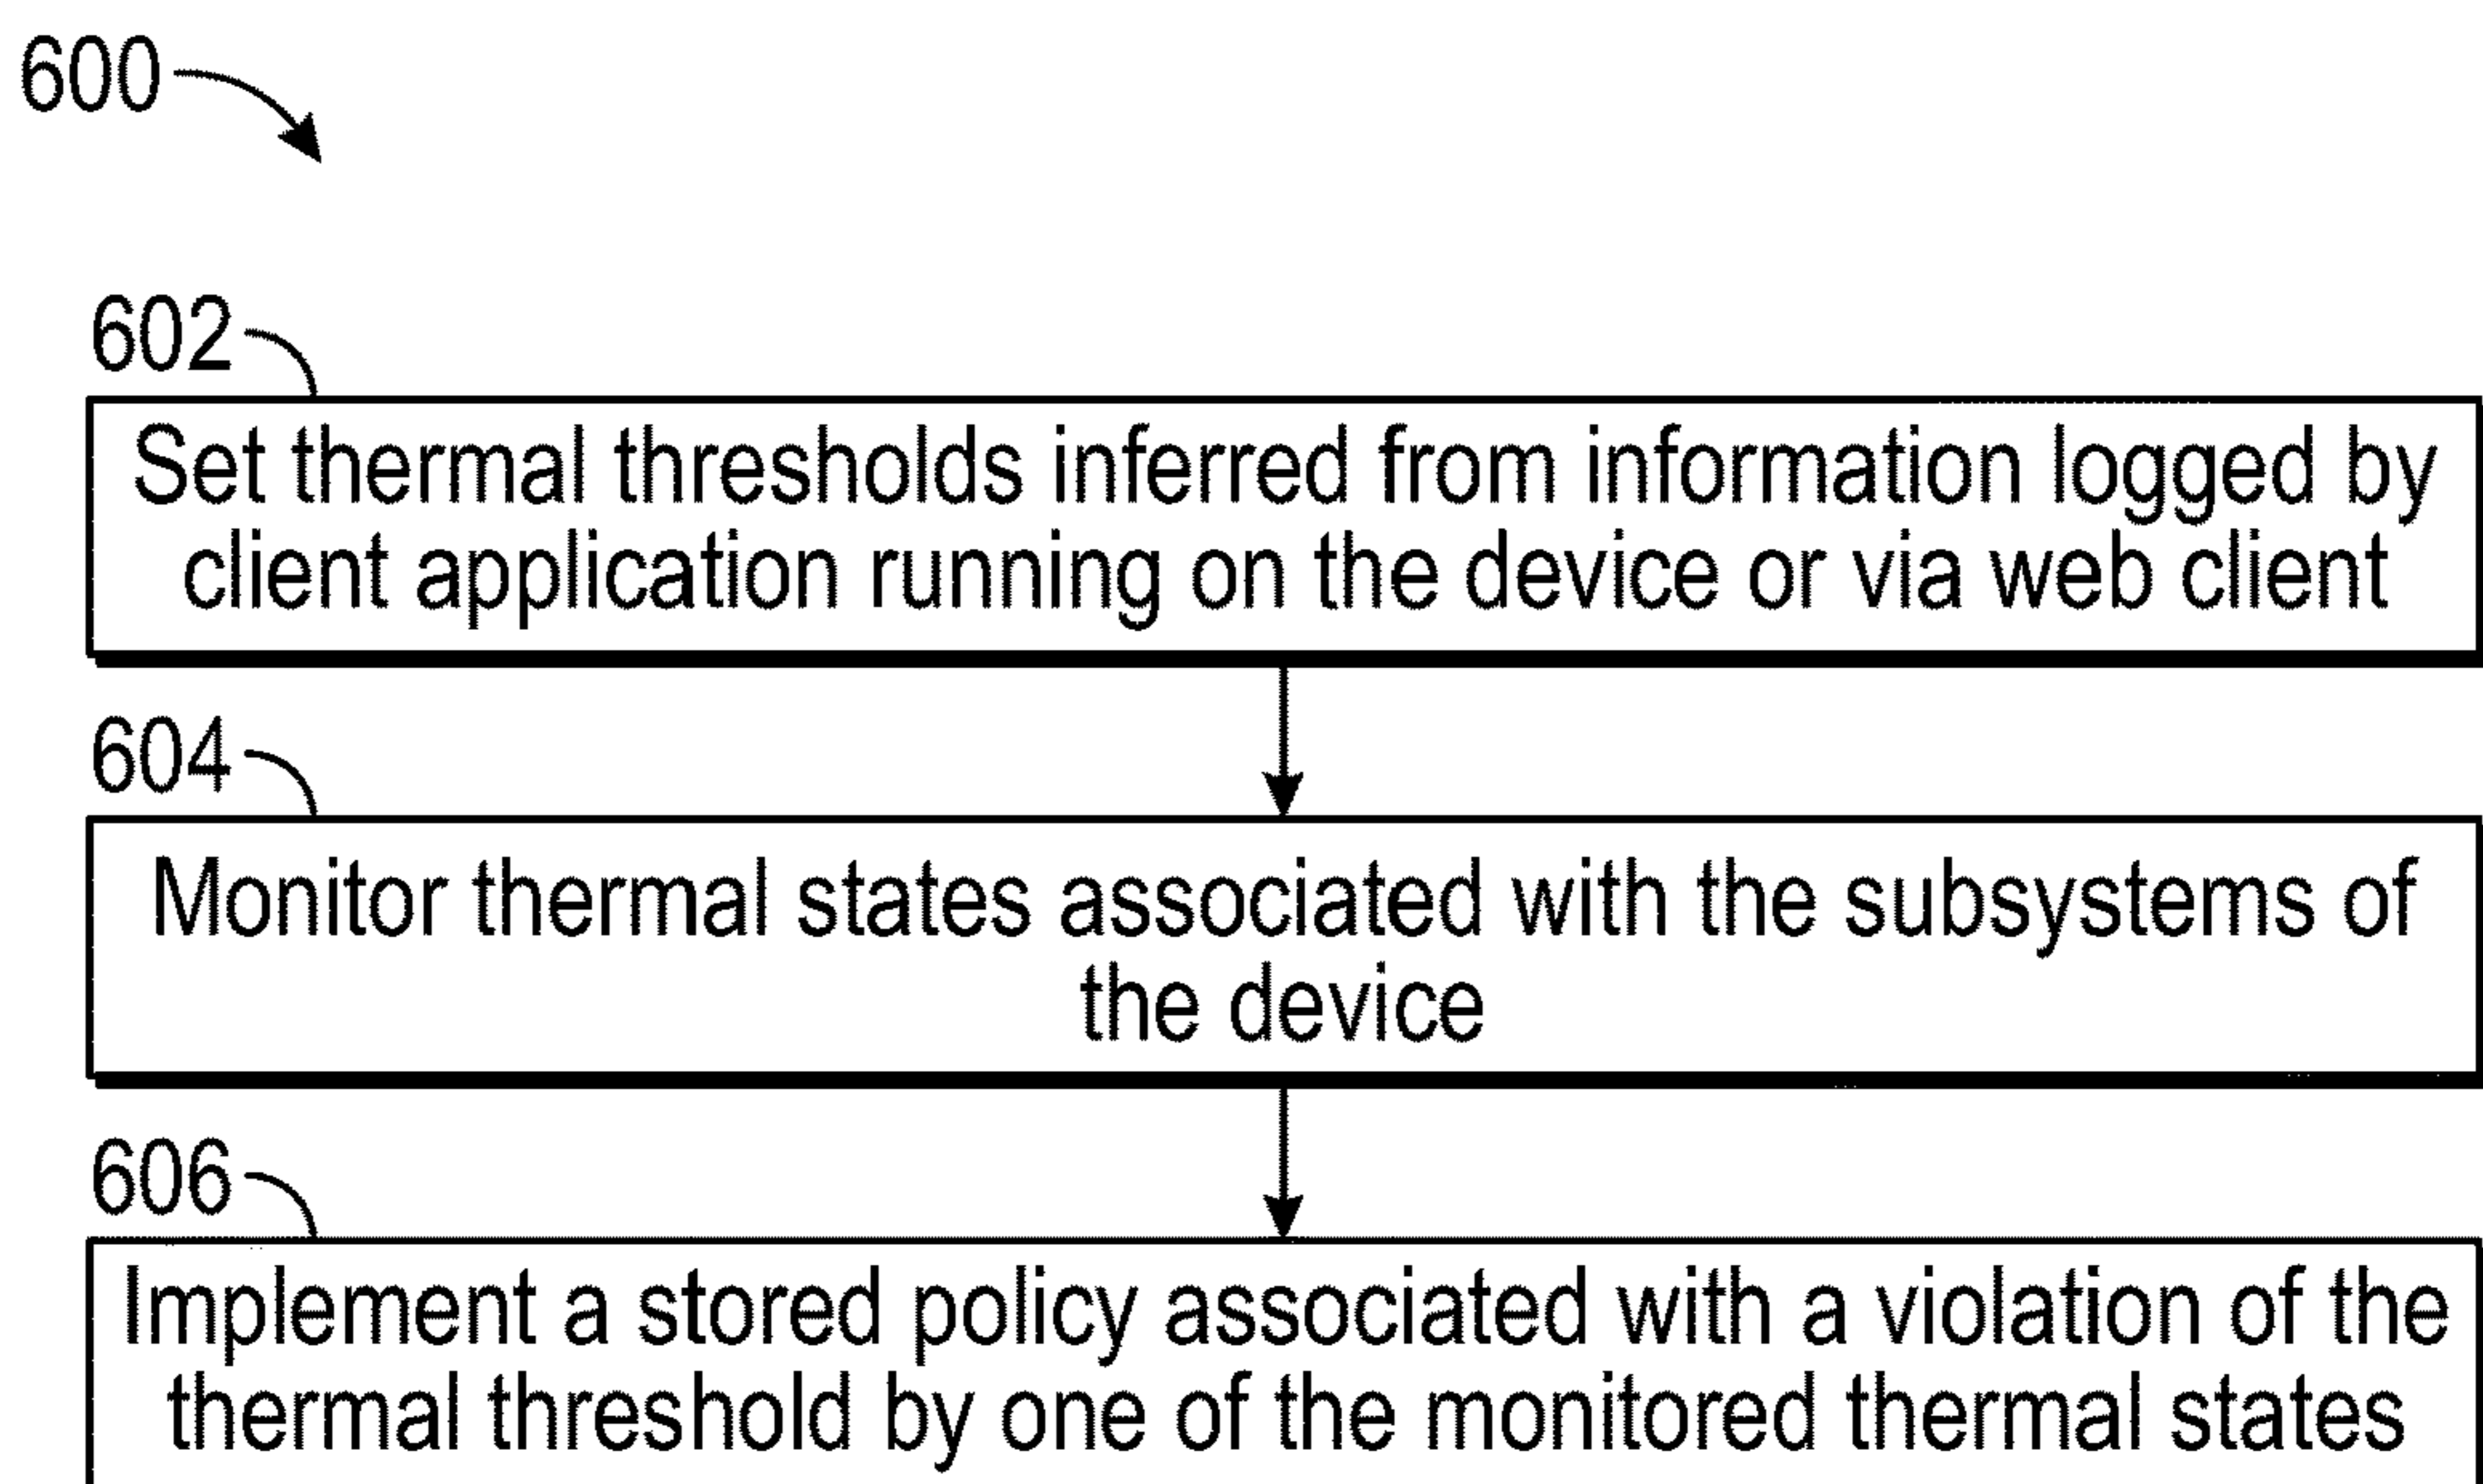 600
602
Set thermal thresholds inferred from information logged by
client application running on the device or via web client
604
Monitor thermal states associated with the subsystems of
the device
606
Implement a stored policy associated with a violation of the
thermal threshold by one of the monitored thermal states